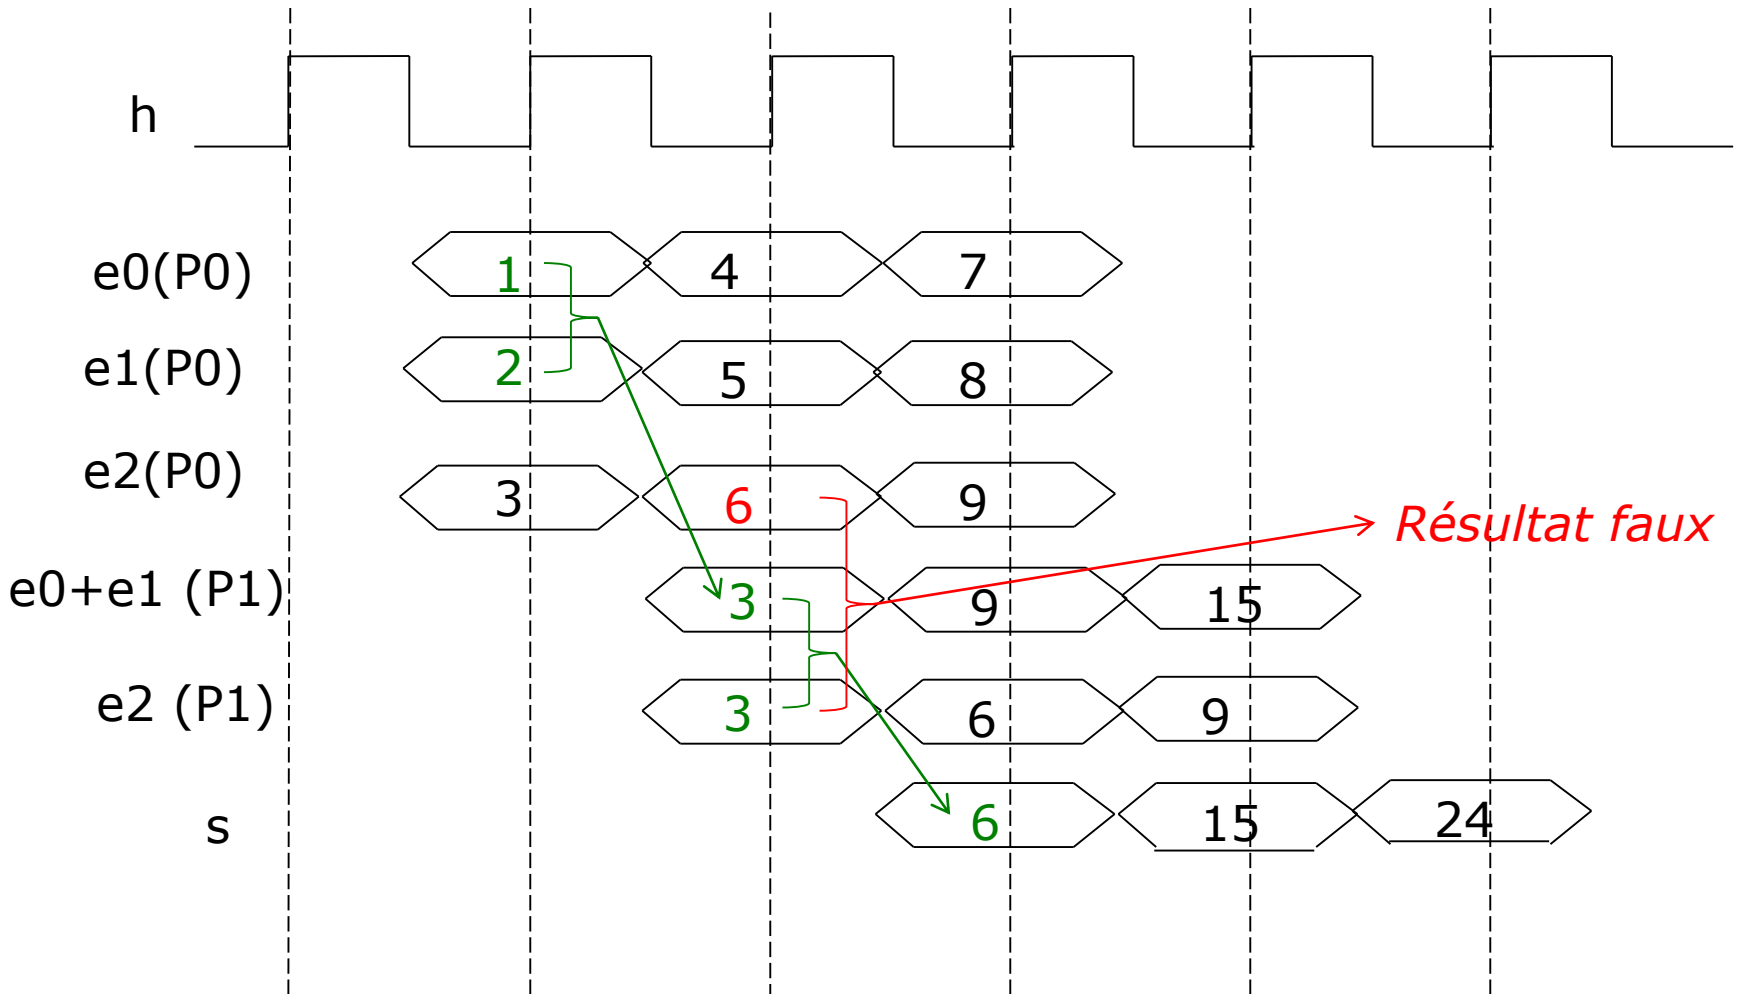 h
e0(P0) 1 4 7
e1(P0) 2 5 8
e2(P0) 3 6 9
Résultat faux
e0+e1 (P1) 3 9 15
e2 (P1) 3 6 9
s 6 15 24